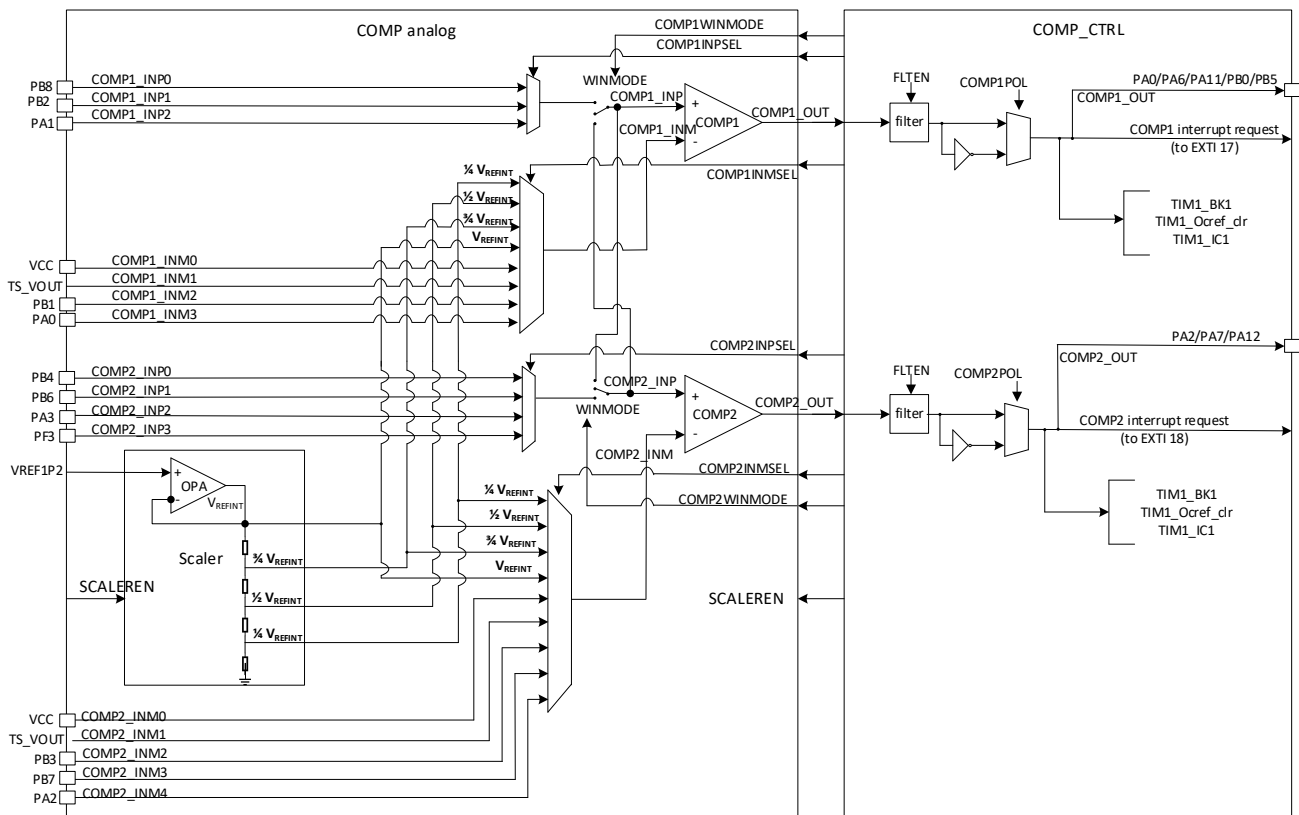 COMP analog
COMP_CTRL
COMP1WINMODE
COMP1INPSEL
WINMODE
PB8
COMP1_INP0
PB2
COMP1_INP1
PA1
COMP1_INP2
COMP1_INP
COMP1_INM
+
-
COMP1
COMP1_OUT
FLTEN
filter
COMP1POL
PA0/PA6/PA11/PB0/PB5
COMP1_OUT
COMP1 interrupt request
(to EXTI 17)
TIM1_BK1
TIM1_Ocref_clr
TIM1_IC1
COMP1INMSEL
¼ VREFINT
½ VREFINT
¾ VREFINT
VREFINT
VCC
COMP1_INM0
TS_VOUT
COMP1_INM1
PB1
COMP1_INM2
PA0
COMP1_INM3
COMP2INPSEL
PB4
COMP2_INP0
PB6
COMP2_INP1
PA3
COMP2_INP2
PF3
COMP2_INP3
WINMODE
COMP2_INP
COMP2_INM
+
-
COMP2
COMP2_OUT
FLTEN
filter
COMP2POL
PA2/PA7/PA12
COMP2_OUT
COMP2 interrupt request
(to EXTI 18)
TIM1_BK1
TIM1_Ocref_clr
TIM1_IC1
COMP2INMSEL
COMP2WINMODE
VREF1P2
+
-
OPA
VREFINT
Scaler
¾ VREFINT
½ VREFINT
¼ VREFINT
SCALEREN
¼ VREFINT
½ VREFINT
¾ VREFINT
VREFINT
SCALEREN
VCC
COMP2_INM0
TS_VOUT
COMP2_INM1
PB3
COMP2_INM2
PB7
COMP2_INM3
PA2
COMP2_INM4